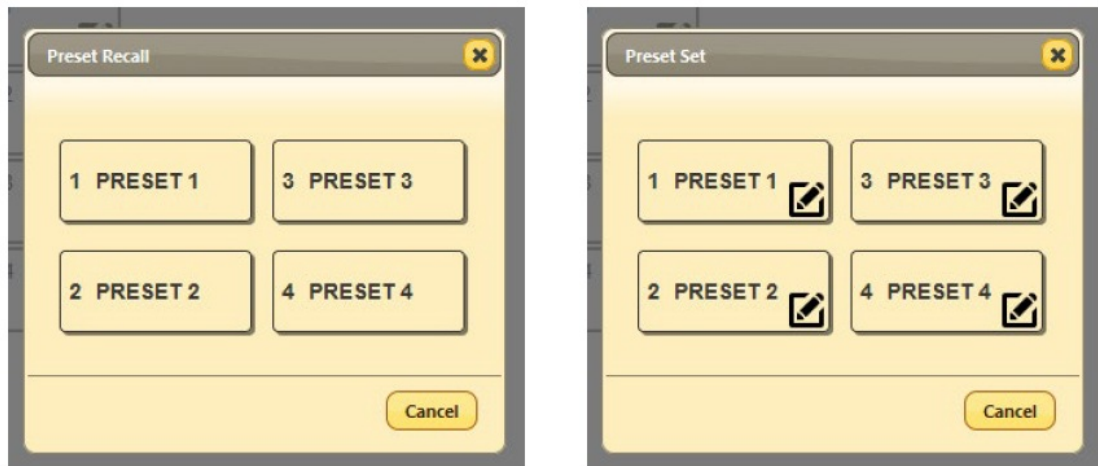 Preset Recall
1 PRESET 1
3 PRESET 3
2 PRESET 2
4 PRESET 4
Cancel
Preset Set
1 PRESET 1
3 PRESET 3
2 PRESET 2
4 PRESET 4
Cancel